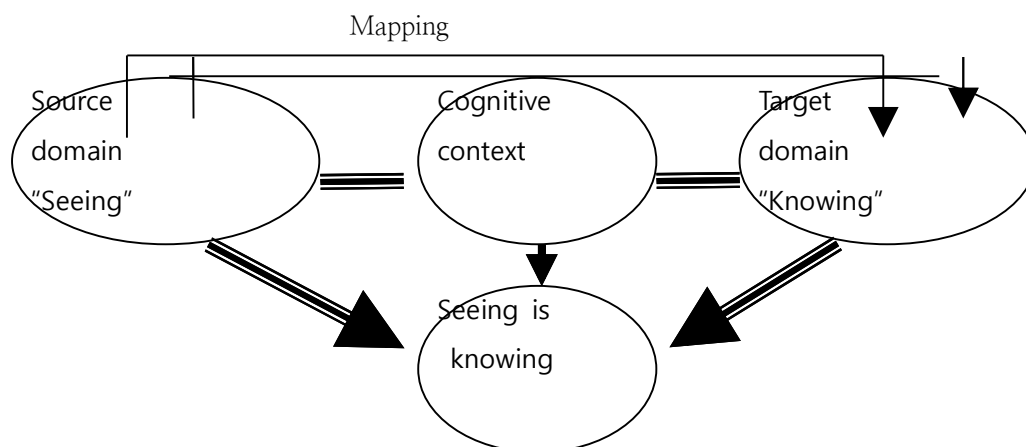 Mapping
Source
domain
“Seeing”
Cognitive
context
Target
domain
“Knowing”
Seeing is
knowing